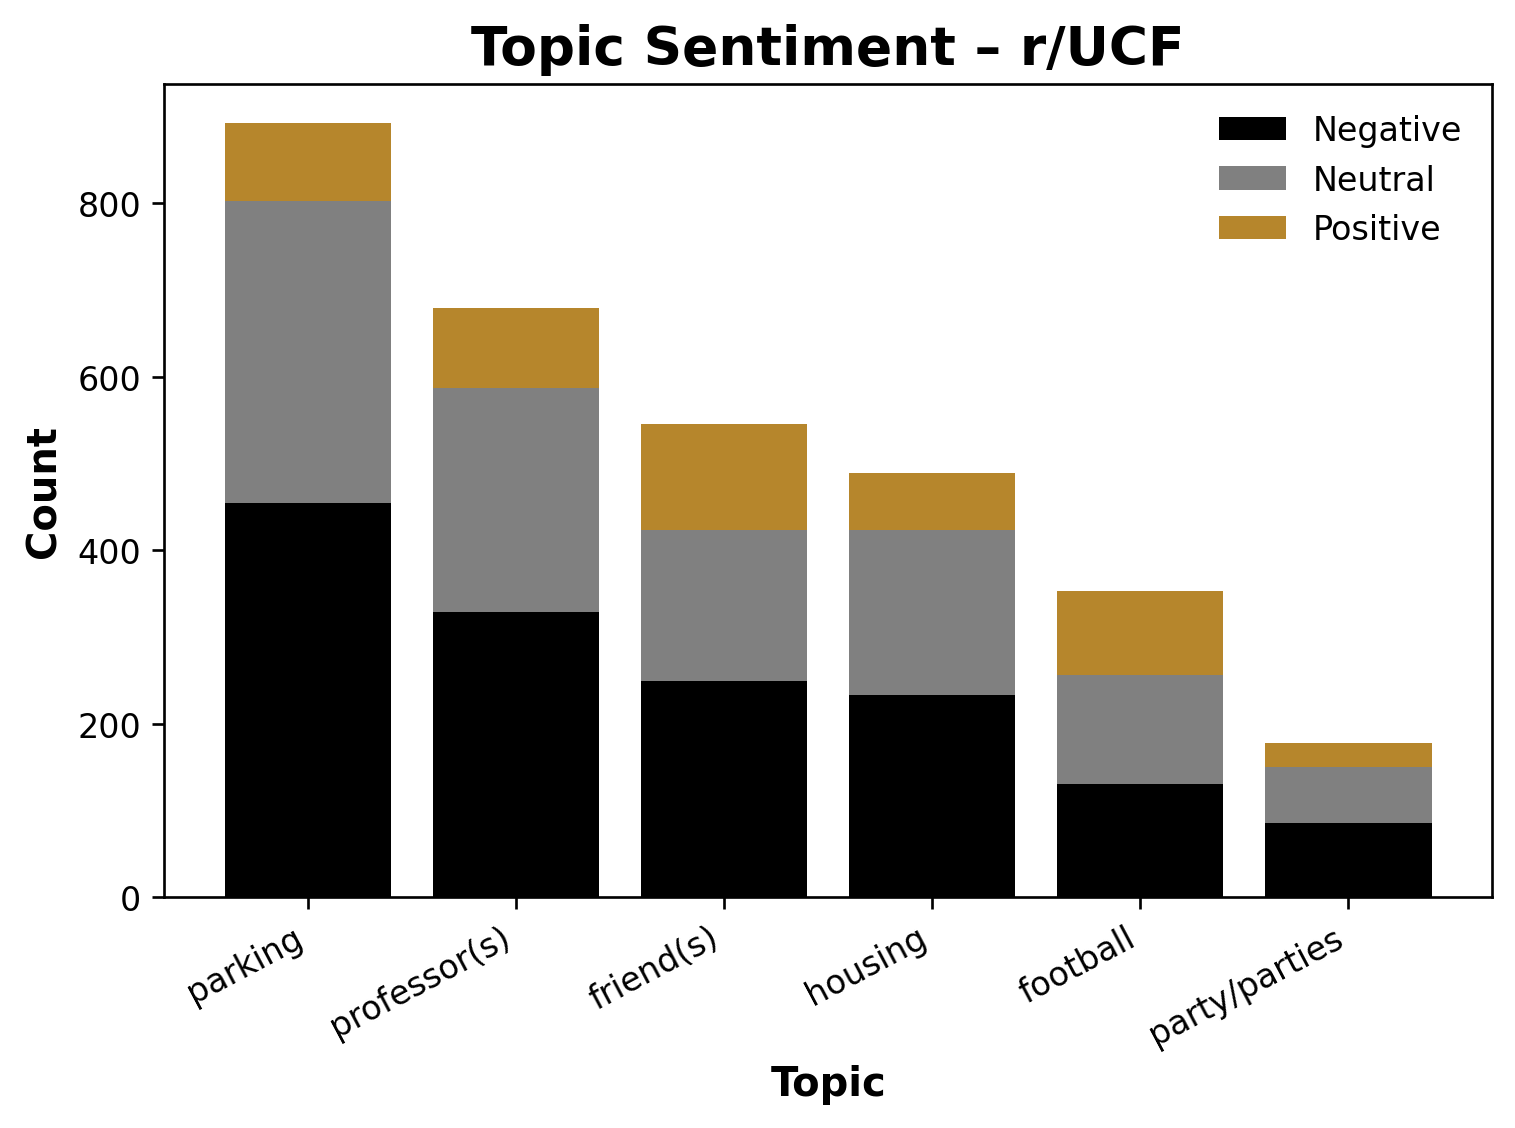 Topic Sentiment – r/UCF
Negative
Neutral
Positive
800
600
400
200
0
Count
parking
professor(s)
friend(s)
housing
football
party/parties
Topic